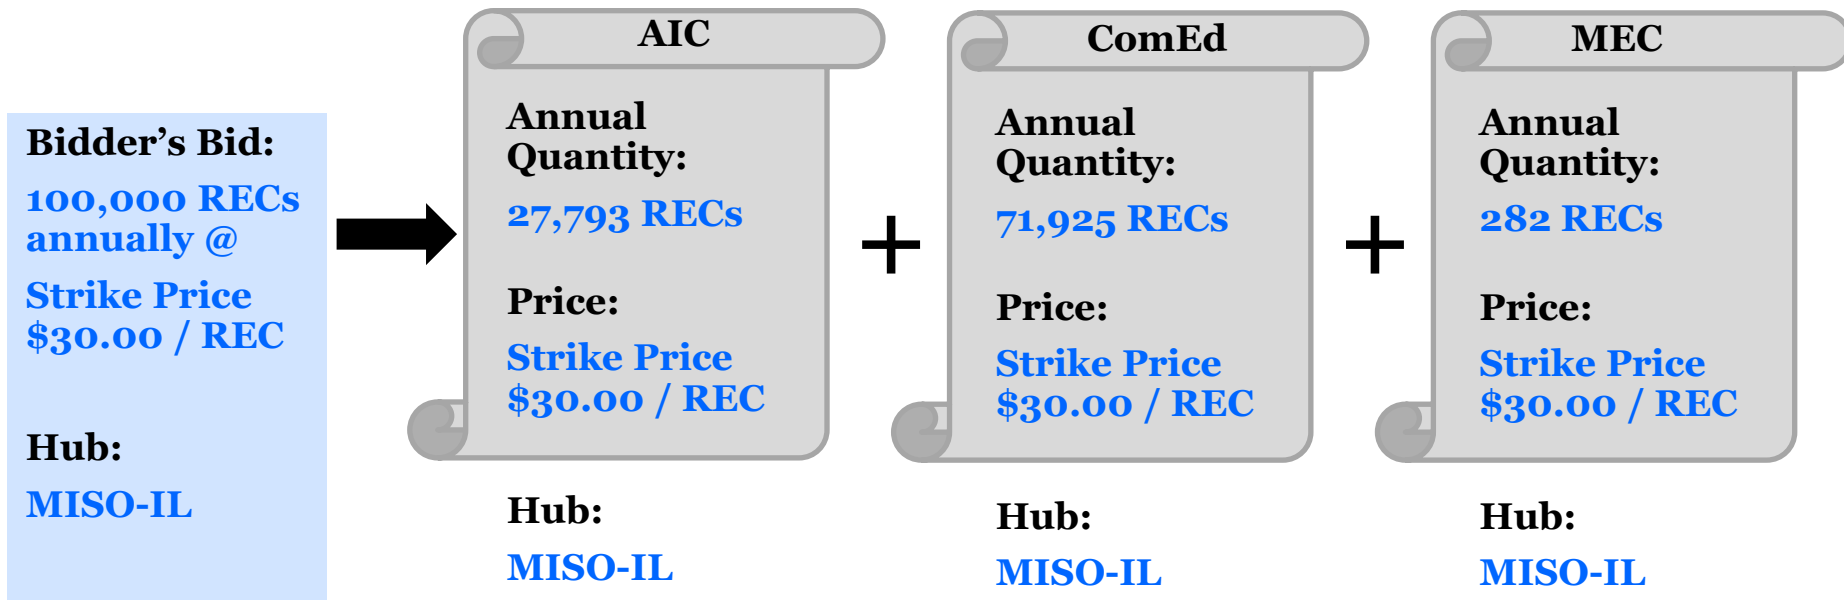 Bidder’s Bid:
100,000 RECs
annually @
Strike Price
$30.00 / REC
Hub:
MISO-IL
AIC
Annual
Quantity:
27,793 RECs
Price:
Strike Price
$30.00 / REC
Hub:
MISO-IL
+
ComEd
Annual
Quantity:
71,925 RECs
Price:
Strike Price
$30.00 / REC
Hub:
MISO-IL
+
MEC
Annual
Quantity:
282 RECs
Price:
Strike Price
$30.00 / REC
Hub:
MISO-IL